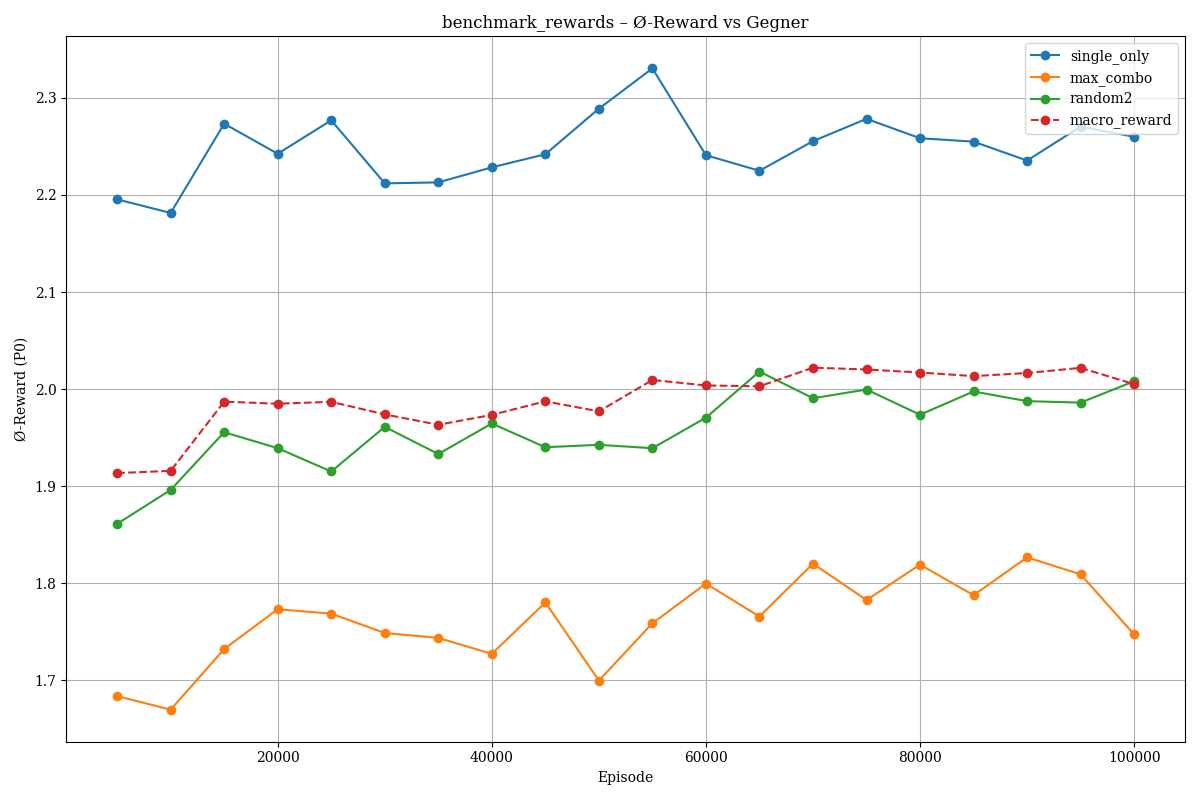 benchmark_rewards – Ø-Reward vs Gegner
single_only
max_combo
random2
macro_reward
Ø-Reward (P0)
2.3
2.2
2.1
2.0
1.9
1.8
1.7
20000
40000
60000
80000
100000
Episode